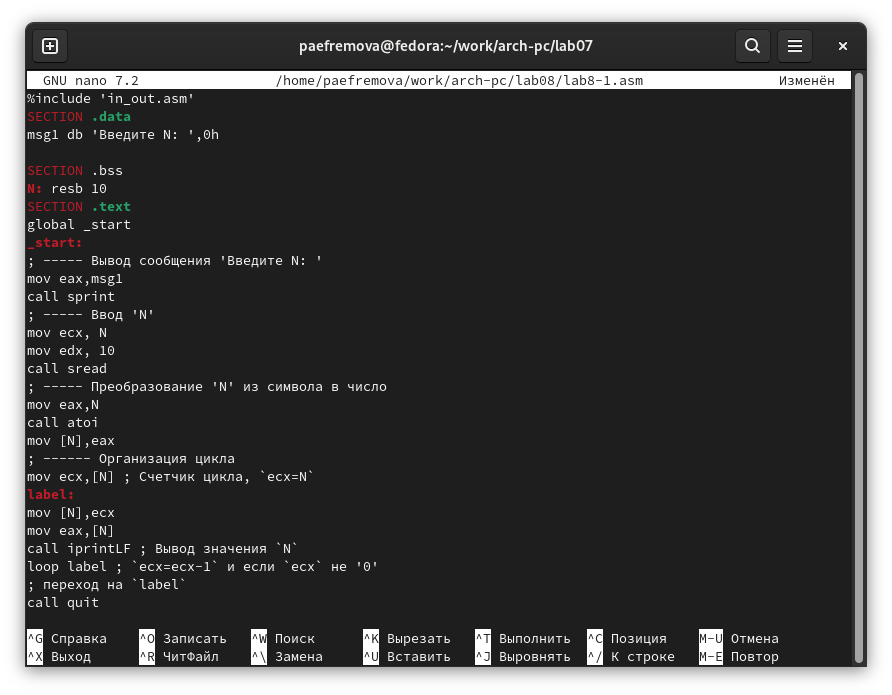 paefremova@fedora:~/work/arch-pc/lab07
GNU nano 7.2 /home/paefremova/work/arch-pc/lab08/lab8-1.asm Изменён
%include 'in_out.asm'
SECTION .data
msg1 db 'Введите N: ',0h
SECTION .bss
N: resb 10
SECTION .text
global _start
_start:
; ----- Вывод сообщения 'Введите N: '
mov eax,msg1
call sprint
; ----- Ввод 'N'
mov ecx, N
mov edx, 10
call sread
; ----- Преобразование 'N' из символа в число
mov eax,N
call atoi
mov [N],eax
; ------ Организация цикла
mov ecx,[N] ; Счетчик цикла, `ecx=N`
label:
mov [N],ecx
mov eax,[N]
call iprintLF ; Вывод значения `N`
loop label ; `ecx=ecx-1` и если `ecx` не '0'
; переход на `label`
call quit
^G Справка ^O Записать ^W Поиск ^K Вырезать ^T Выполнить ^C Позиция M-U Отмена
^X Выход ^R ЧитФайл ^\ Замена ^U Вставить ^J Выровнять ^/ К строке M-E Повтор